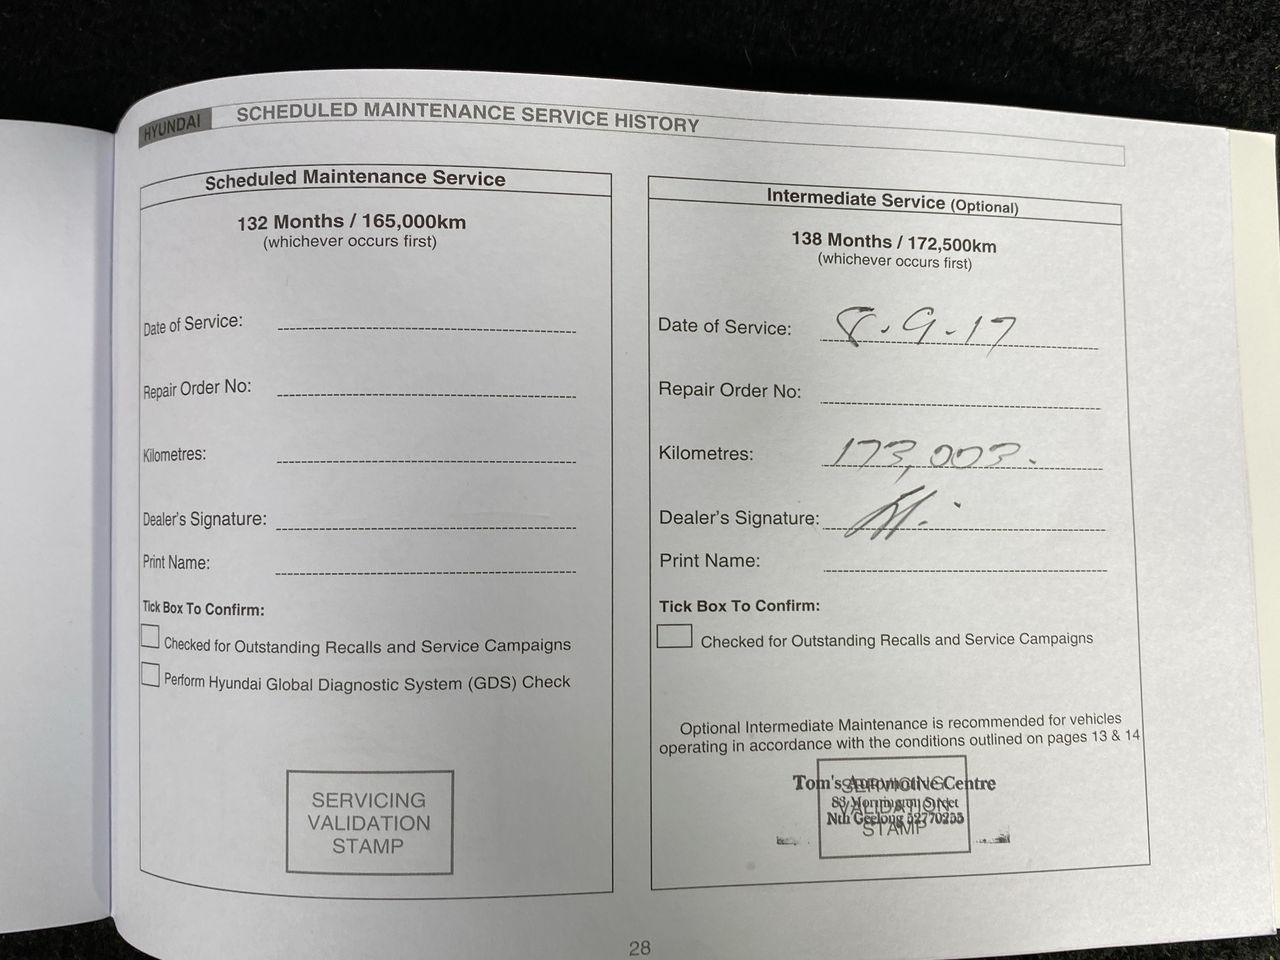 HYUNDAI
SCHEDULED MAINTENANCE SERVICE HISTORY
Scheduled Maintenance Service
132 Months / 165,000km
(whichever occurs first)
Date of Service:
Repair Order No:
Kilometres:
Dealer's Signature:
Print Name:
Tick Box To Confirm:
Checked for Outstanding Recalls and Service Campaigns
Perform Hyundai Global Diagnostic System (GDS) Check
SERVICING
VALIDATION
STAMP
Intermediate Service (Optional)
138 Months / 172,500km
(whichever occurs first)
Date of Service: 8.9.17
Repair Order No:
Kilometres: 173,003.
Dealer's Signature:
Print Name:
Tick Box To Confirm:
Checked for Outstanding Recalls and Service Campaigns
Optional Intermediate Maintenance is recommended for vehicles
operating in accordance with the conditions outlined on pages 13 & 14
SERVICING
VALIDATION
STAMP
Tom's Automotive Centre
Street
Nth Geelong 52770255
28